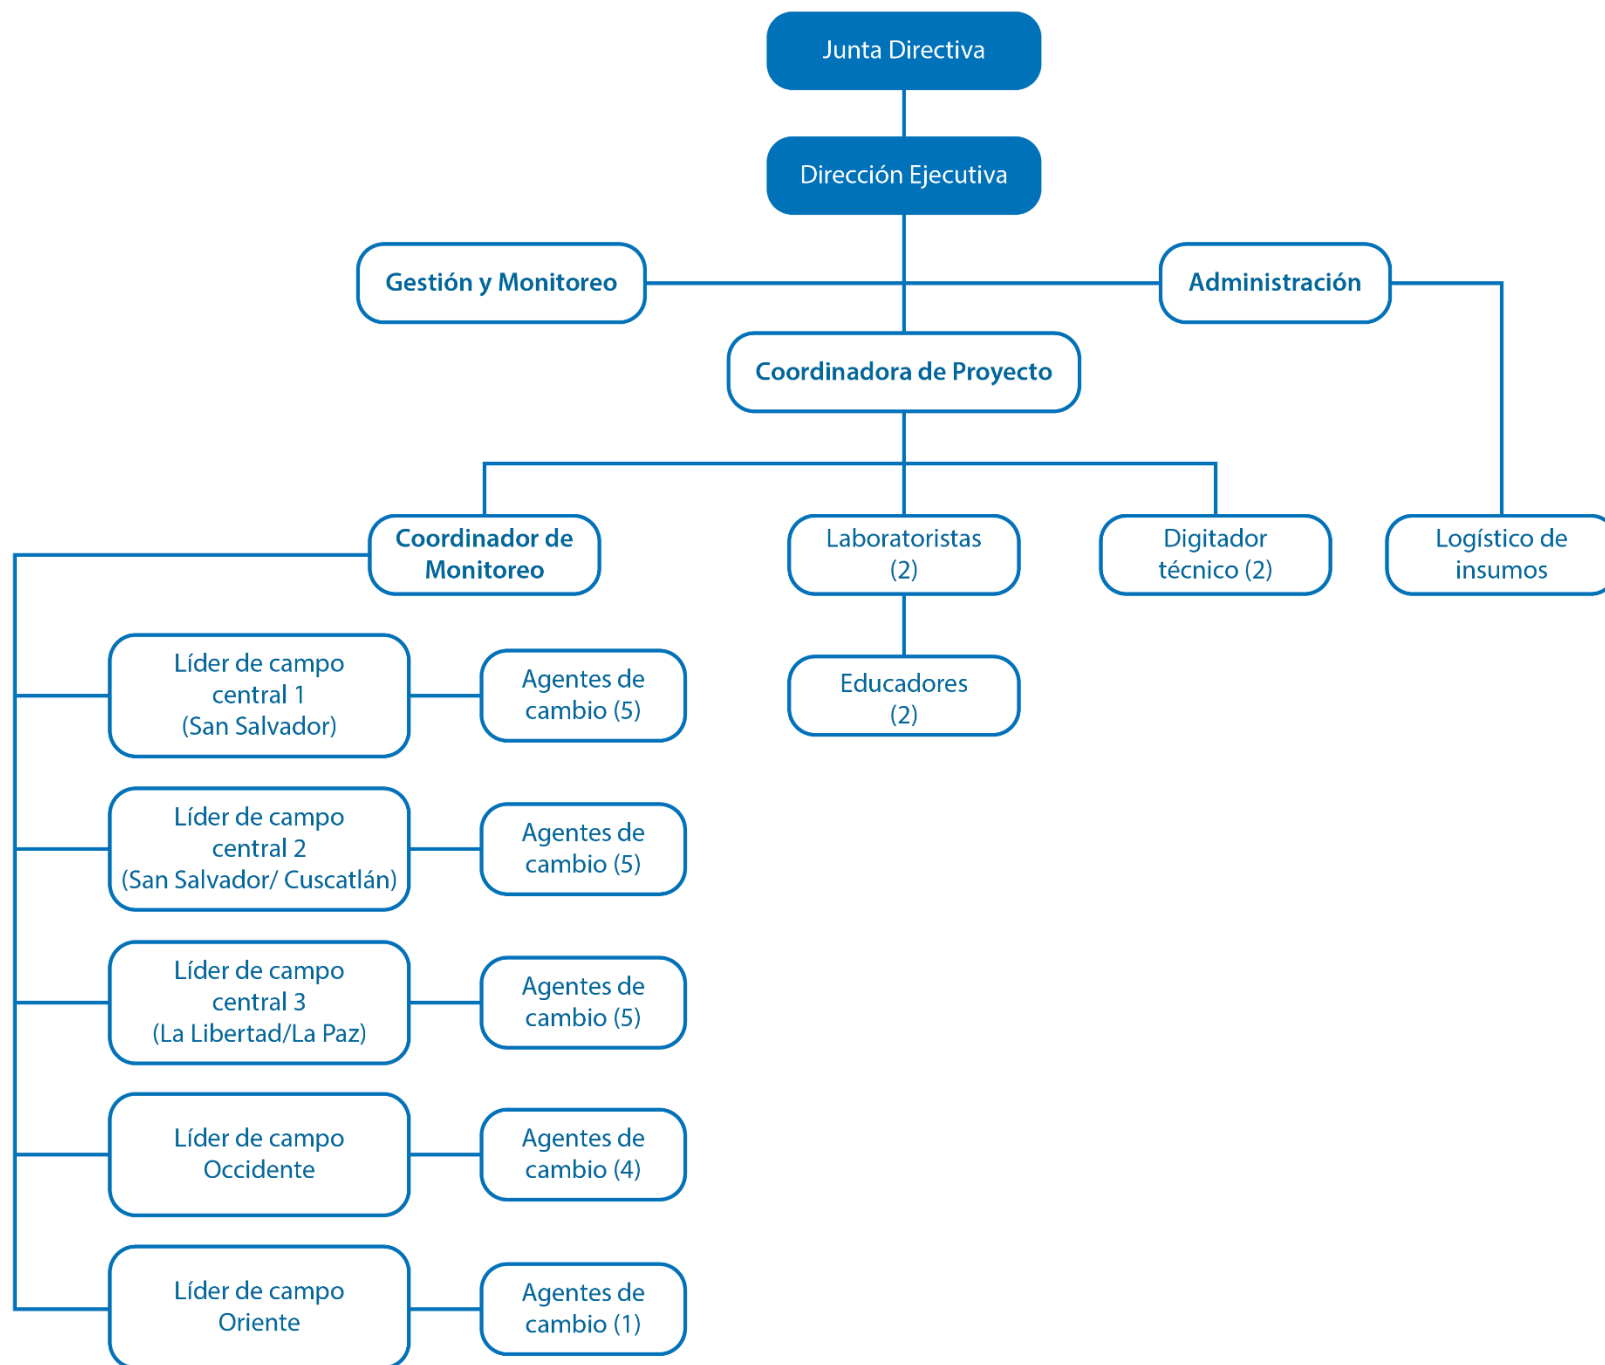 Junta Directiva
Dirección Ejecutiva
Gestión y Monitoreo
Administración
Coordinadora de Proyecto
Coordinador de
Monitoreo
Laboratoristas
(2)
Digitador
técnico (2)
Logístico de
insumos
Líder de campo
central 1
(San Salvador)
Agentes de
cambio (5)
Educadores
(2)
Líder de campo
central 2
(San Salvador/ Cuscatlán)
Agentes de
cambio (5)
Líder de campo
central 3
(La Libertad/La Paz)
Agentes de
cambio (5)
Líder de campo
Occidente
Agentes de
cambio (4)
Líder de campo
Oriente
Agentes de
cambio (1)